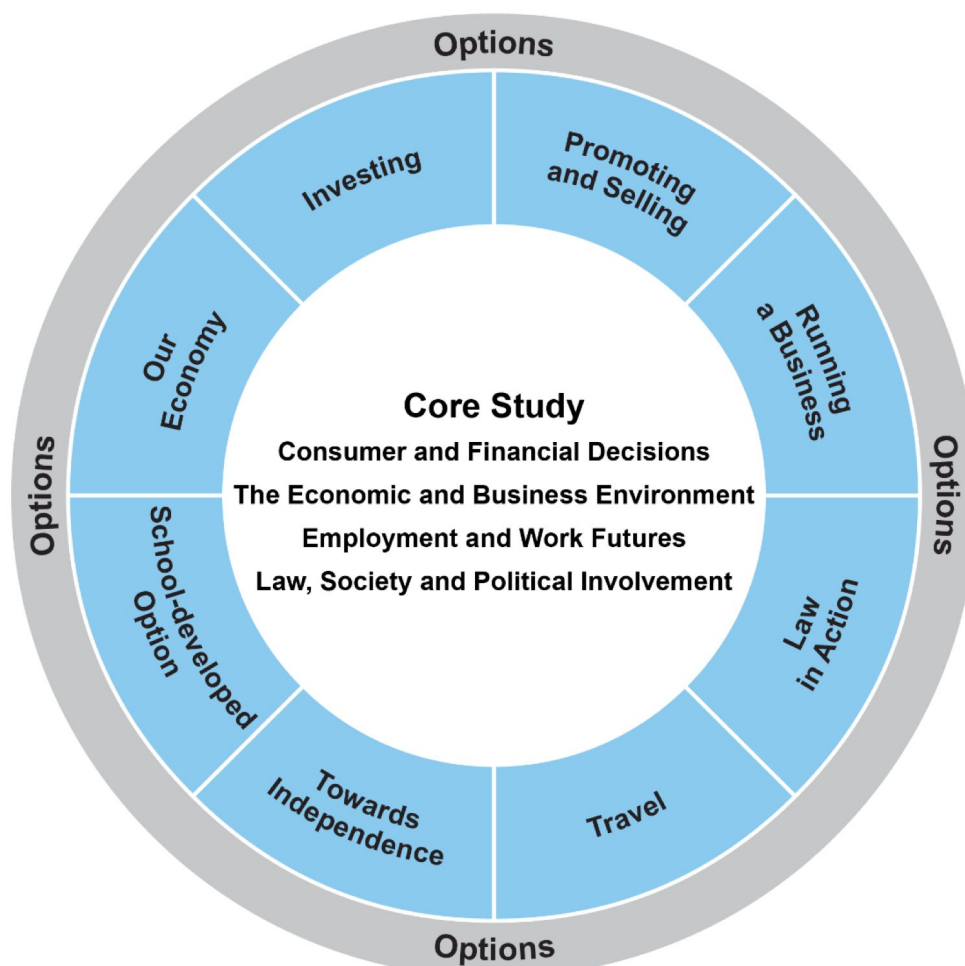 Options
Investing
Promoting
and Selling
Our
Economy
Running
a Business
Core Study
Consumer and Financial Decisions
The Economic and Business Environment
Employment and Work Futures
Law, Society and Political Involvement
Options
Options
School-developed
Option
Law
in Action
Towards
Independence
Travel
Options